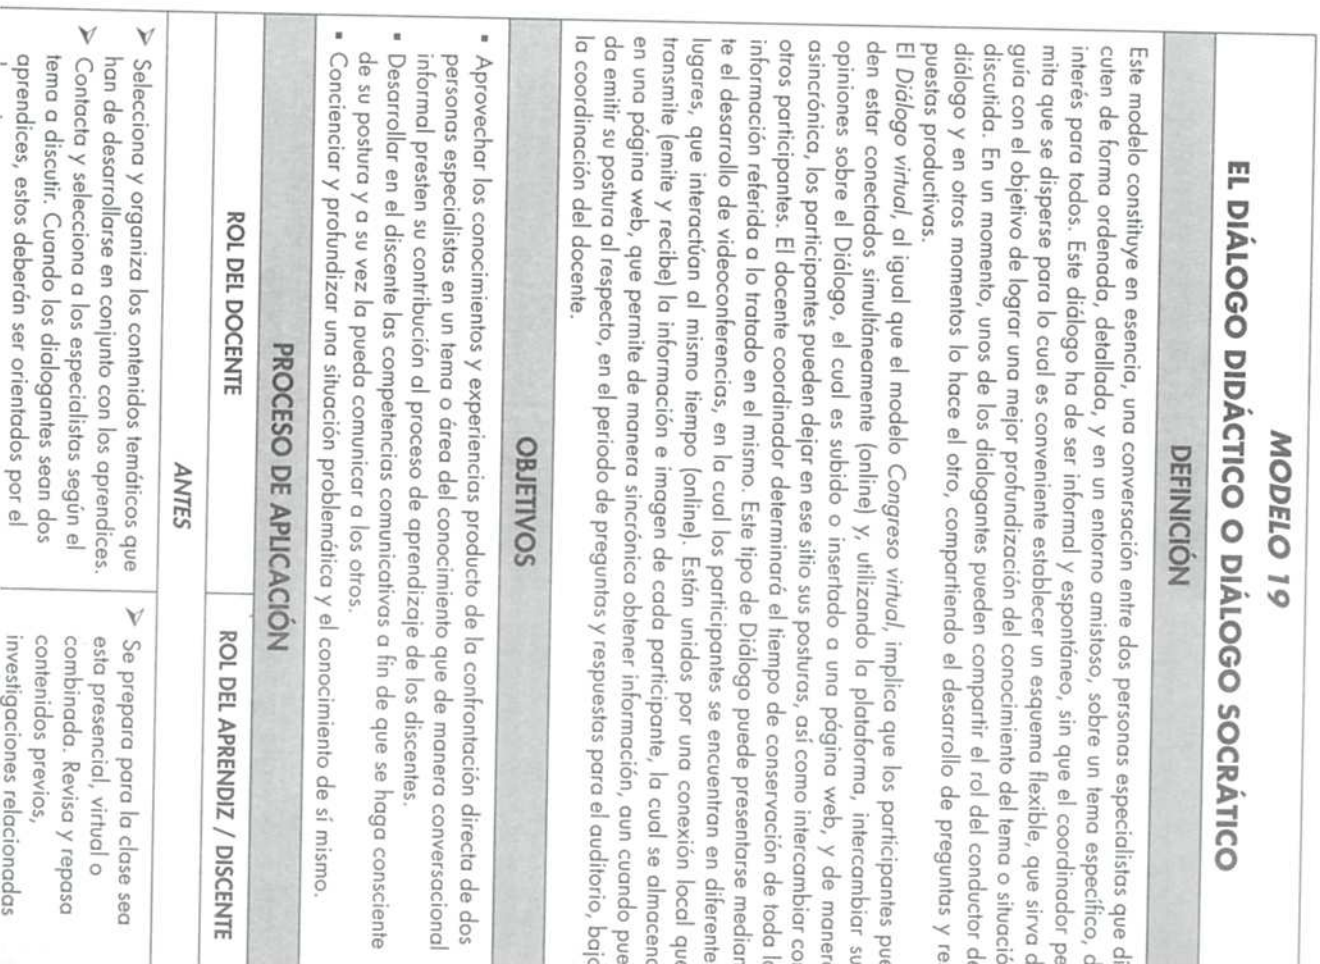 MODELO 19
EL DIÁLOGO DIDÁCTICO O DIÁLOGO SOCRÁTICO
DEFINICIÓN
Este modelo constituye en esencia, una conversación entre dos personas especialistas que di
cuten de forma ordenada, detallada, y en un entorno amistoso, sobre un tema específico, d
interés para todos. Este diálogo ha de ser informal y espontáneo, sin que el coordinador pe
mita que se disperse para lo cual es conveniente establecer un esquema flexible, que sirva d
guía con el objetivo de lograr una mejor profundización del conocimiento del tema o situació
discutida. En un momento, unos de los dialogantes pueden compartir el rol del conductor de
diálogo y en otros momentos lo hace el otro, compartiendo el desarrollo de preguntas y re
puestas productivas.
El Diálogo virtual, al igual que el modelo Congreso virtual, implica que los participantes pue
den estar conectados simultáneamente (online) y, utilizando la plataforma, intercambiar su
opiniones sobre el Diálogo, el cual es subido o insertado a una página web, y de manera
asincrónica, los participantes pueden dejar en ese sitio sus posturas, así como intercambiar co
otros participantes. El docente coordinador determinará el tiempo de conservación de toda la
información referida a lo tratado en el mismo. Este tipo de Diálogo puede presentarse median
te el desarrollo de videoconferencias, en la cual los participantes se encuentran en diferente
lugares, que interactúan al mismo tiempo (online). Están unidos por una conexión local que
transmite (emite y recibe) la información e imagen de cada participante, la cual se almacena
en una página web, que permite de manera sincrónica obtener información, aun cuando pue
da emitir su postura al respecto, en el periodo de preguntas y respuestas para el auditorio, bajo
la coordinación del docente.
OBJETIVOS
▪ Aprovechar los conocimientos y experiencias producto de la confrontación directa de dos
personas especialistas en un tema o área del conocimiento que de manera conversacional
informal presten su contribución al proceso de aprendizaje de los discentes.
▪ Desarrollar en el discente las competencias comunicativas a fin de que se haga consciente
de su postura y a su vez la pueda comunicar a los otros.
▪ Concienciar y profundizar una situación problemática y el conocimiento de sí mismo.
PROCESO DE APLICACIÓN
ROL DEL DOCENTE
ROL DEL APRENDIZ / DISCENTE
ANTES
➢ Selecciona y organiza los contenidos temáticos que
han de desarrollarse en conjunto con los aprendices.
➢ Contacta y selecciona a los especialistas según el
tema a discutir. Cuando los dialogantes sean dos
aprendices, estos deberán ser orientados por el
➢ Se prepara para la clase sea
esta presencial, virtual o
combinada. Revisa y repasa
contenidos previos,
investigaciones relacionadas